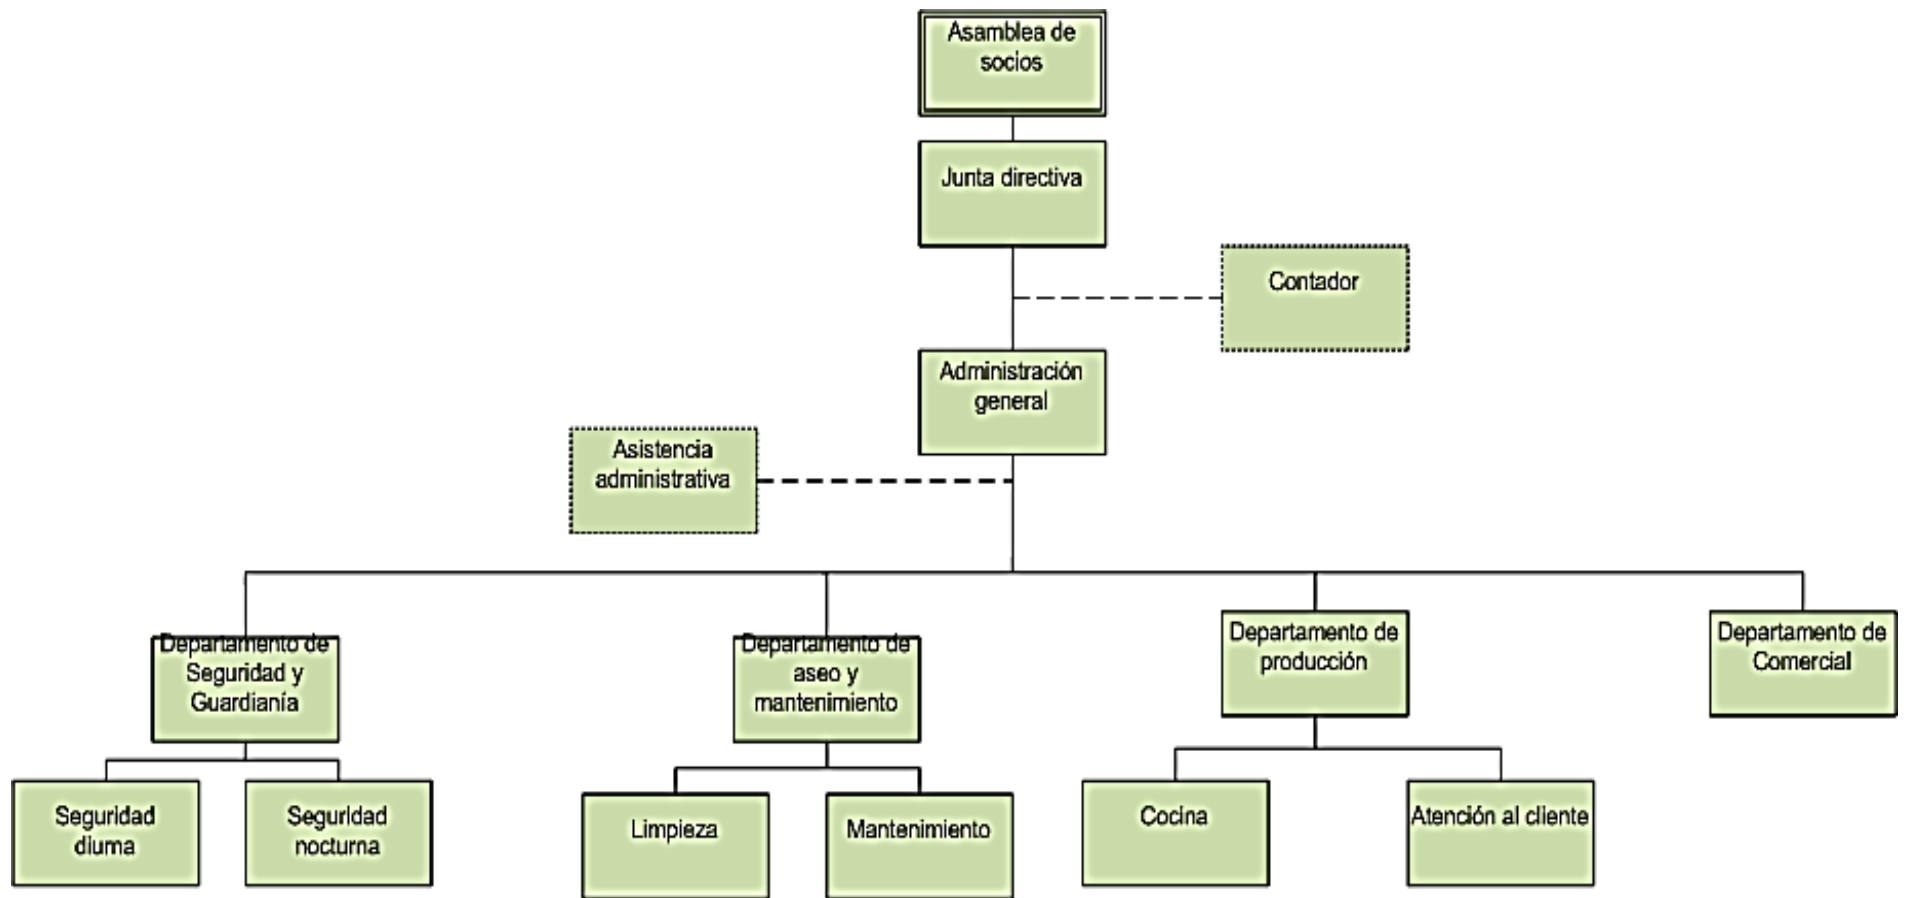 Asamblea de
socios
Junta directiva
Contador
Administración
general
Asistencia
administrativa
Departamento de
Seguridad y
Guardianía
Departamento de
aseo y
mantenimiento
Departamento de
producción
Departamento de
Comercial
Seguridad
diurna
Seguridad
nocturna
Limpieza
Mantenimiento
Cocina
Atención al cliente